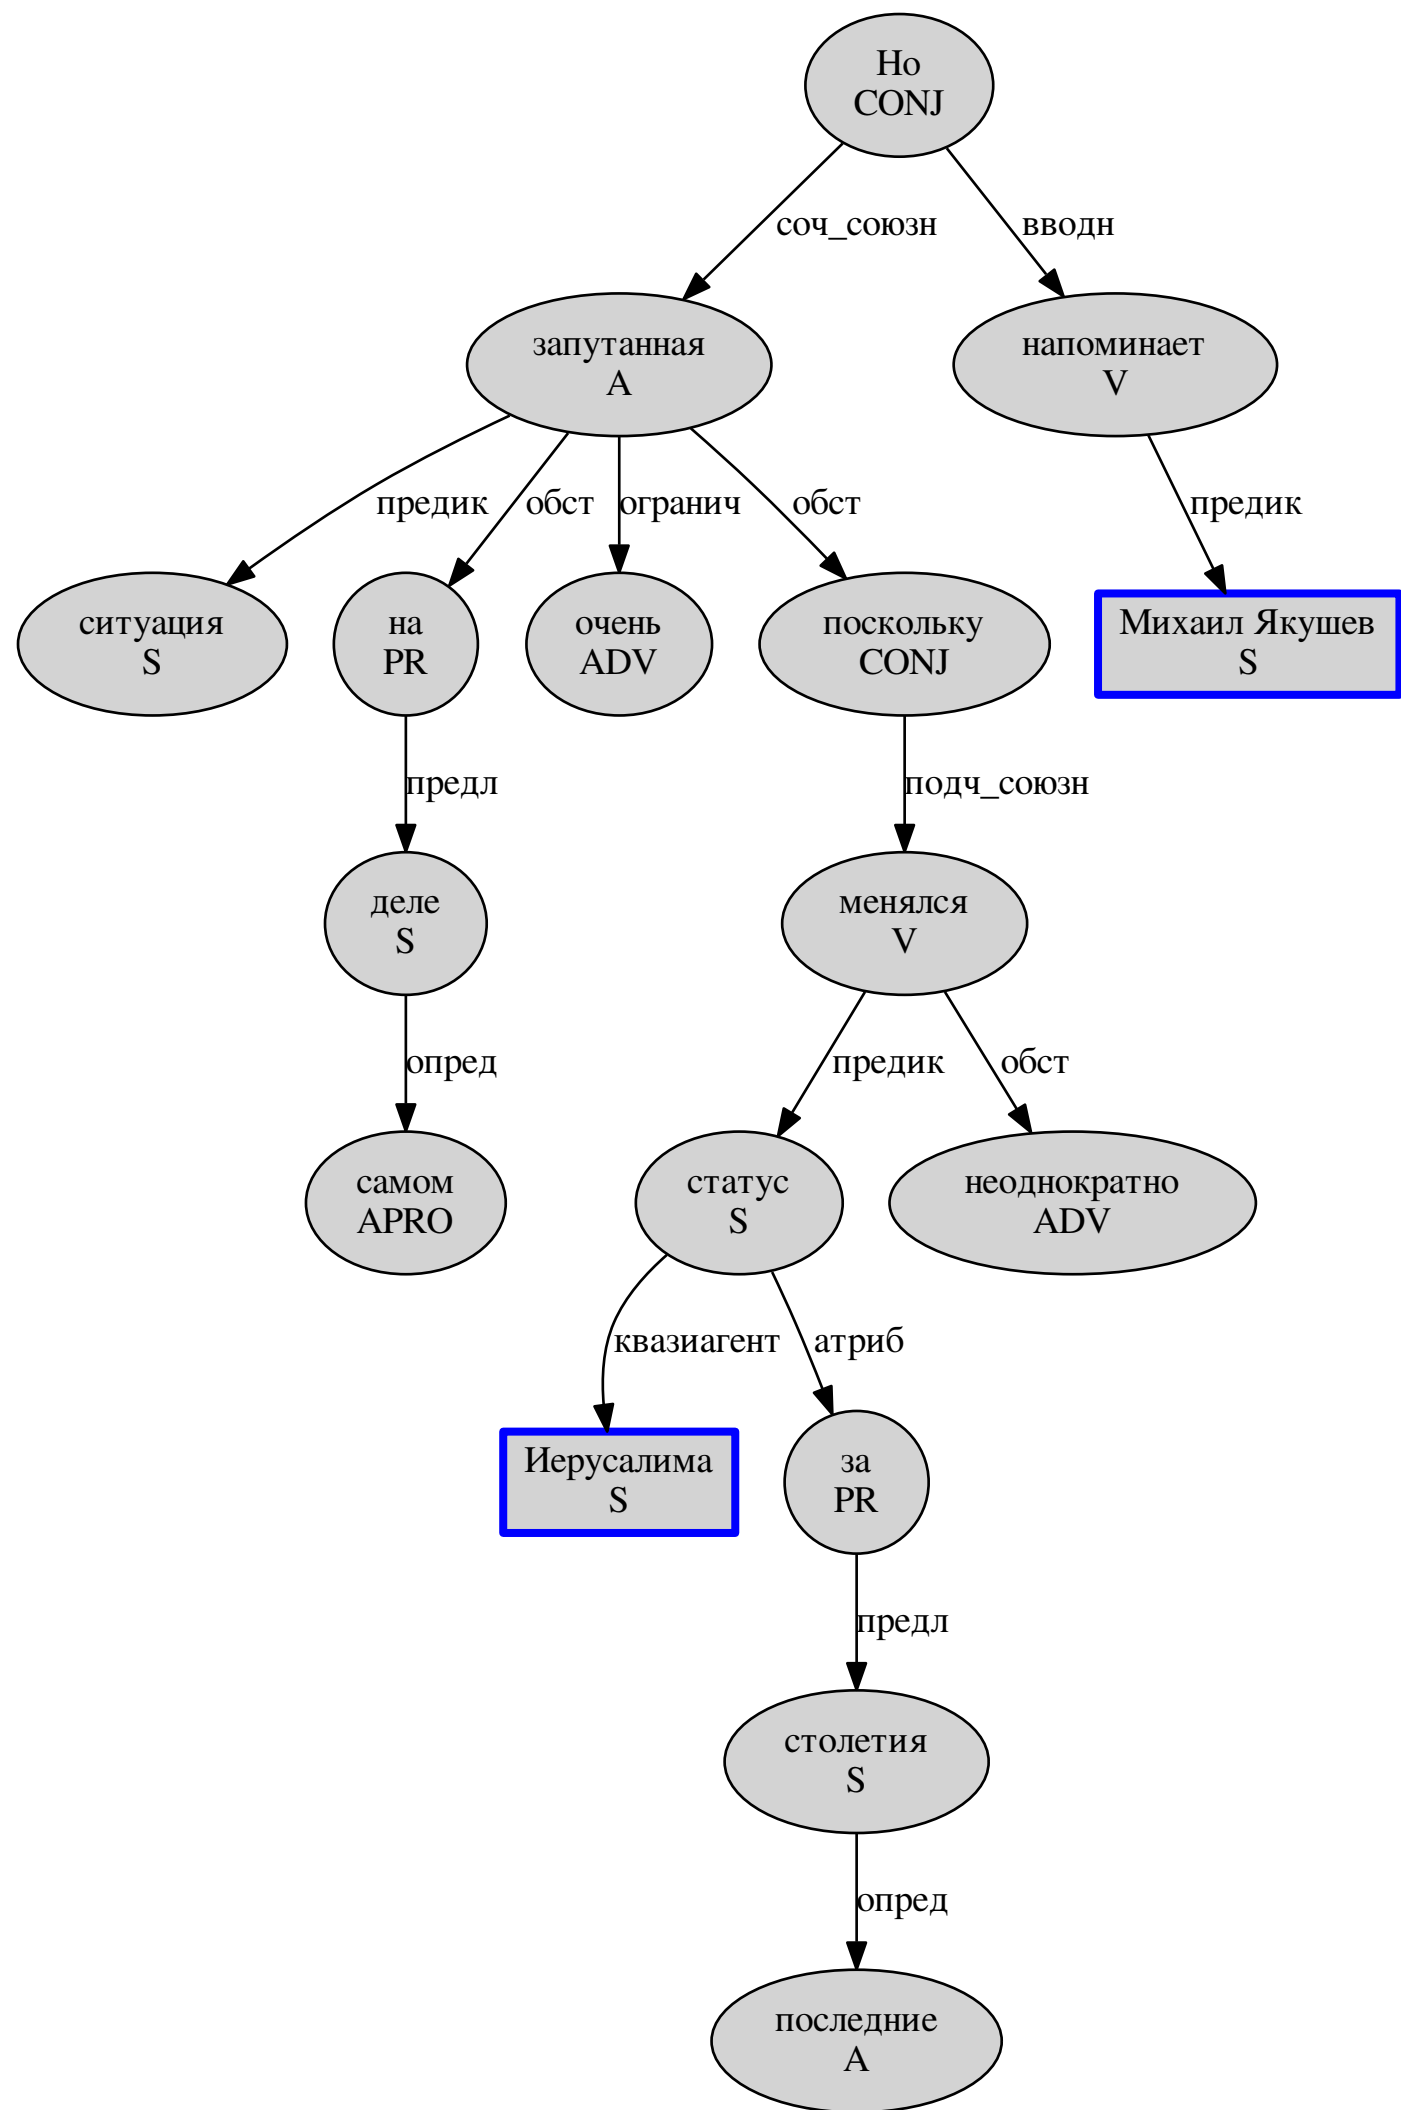 Но
CONJ
соч_союзн
вводн
запутанная
A
напоминает
V
предик
обст
огранич
обст
предик
ситуация
S
на
PR
очень
ADV
поскольку
CONJ
Михаил Якушев
S
предл
подч_союзн
деле
S
менялся
V
опред
предик
обст
самом
APRO
статус
S
неоднократно
ADV
квазиагент
атриб
Иерусалима
S
за
PR
предл
столетия
S
опред
последние
A